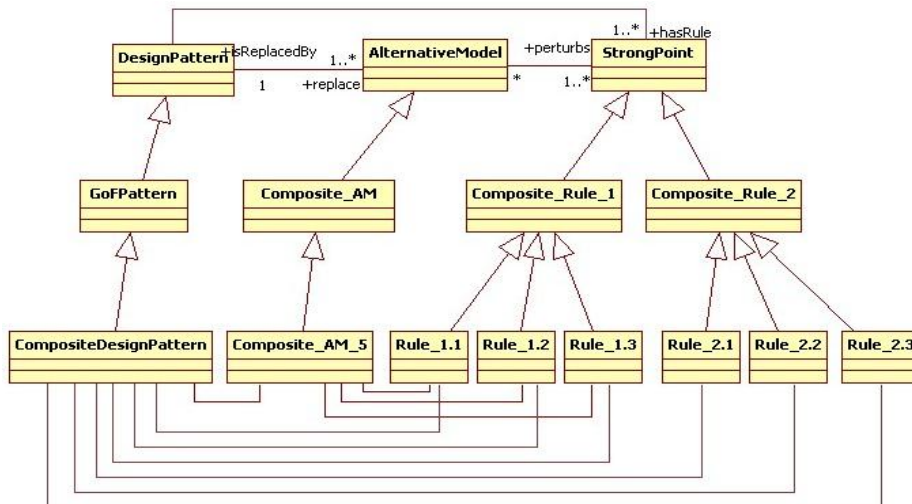 1..*
+hasRule
DesignPattern
+isReplacedBy
1..*
AlternativeModel
+perturbs
StrongPoint
1
+replace
*
1..*
GoFPattern
Composite_AM
Composite_Rule_1
Composite_Rule_2
CompositeDesignPattern
Composite_AM_5
Rule_1.1
Rule_1.2
Rule_1.3
Rule_2.1
Rule_2.2
Rule_2.3